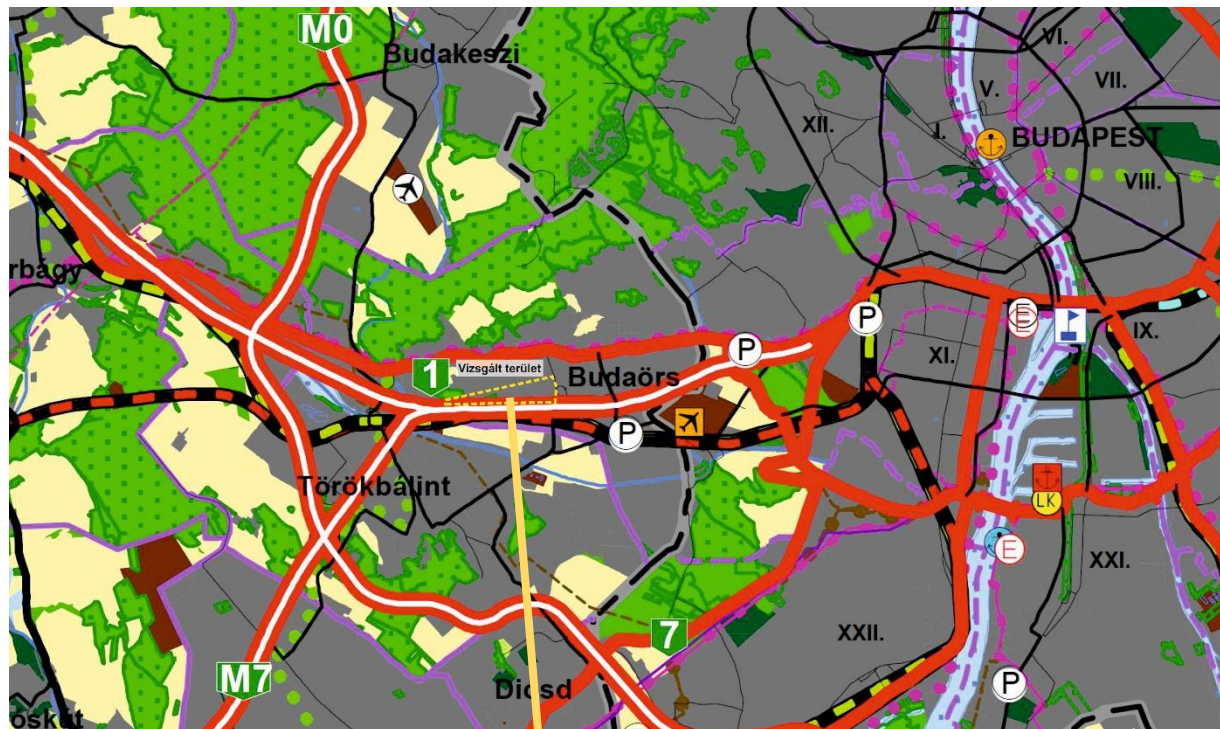 M0
Budakeszi
VI.
V.
VII.
XII.
I.
BUDAPEST
VIII.
rbágy
P
E
E
IX.
XI.
P
1
Vizsgált terület
Budaörs
P
Törökbálint
LK
E
XXI.
7
XXII.
M7
Diósd
P
óskút